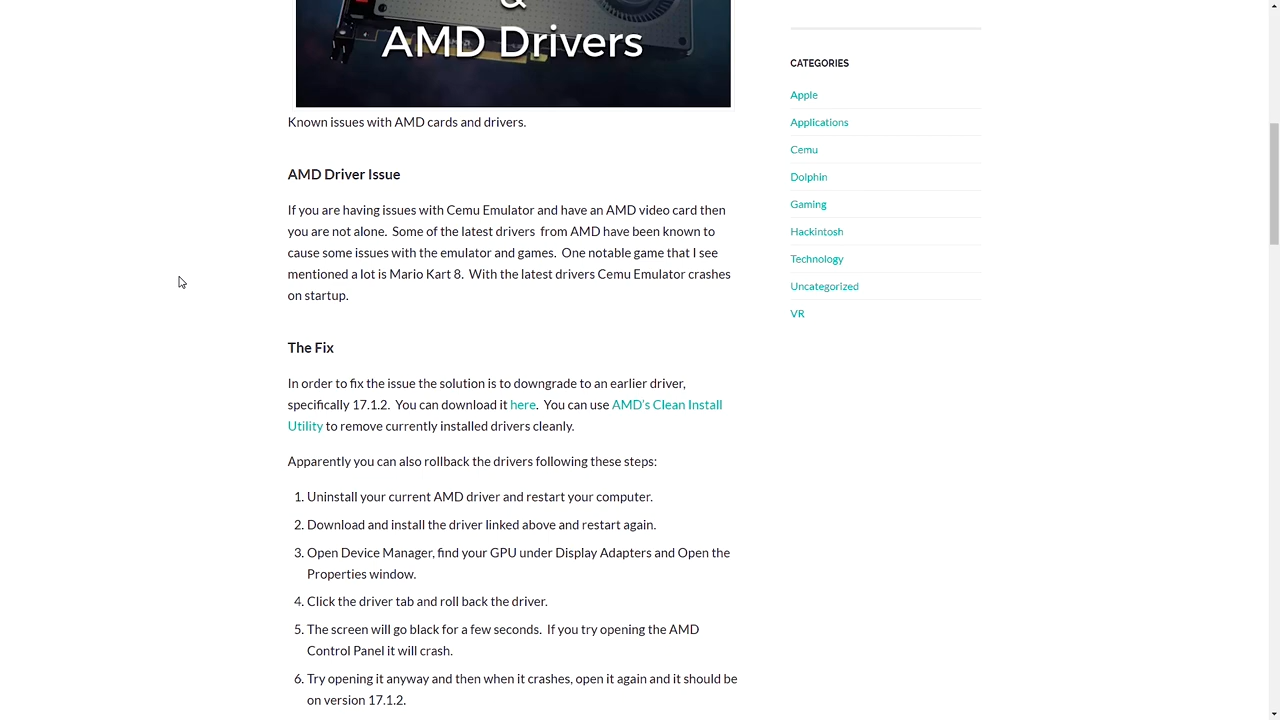 AMD Drivers
Known issues with AMD cards and drivers.
AMD Driver Issue
If you are having issues with Cemu Emulator and have an AMD video card then
you are not alone.  Some of the latest drivers  from AMD have been known to
cause some issues with the emulator and games.  One notable game that I see
mentioned a lot is Mario Kart 8.  With the latest drivers Cemu Emulator crashes
on startup.
The Fix
In order to fix the issue the solution is to downgrade to an earlier driver,
specifically 17.1.2.  You can download it here.  You can use AMD's Clean Install
Utility to remove currently installed drivers cleanly.
Apparently you can also rollback the drivers following these steps:
1. Uninstall your current AMD driver and restart your computer.
2. Download and install the driver linked above and restart again.
3. Open Device Manager, find your GPU under Display Adapters and Open the
Properties window.
4. Click the driver tab and roll back the driver.
5. The screen will go black for a few seconds.  If you try opening the AMD
Control Panel it will crash.
6. Try opening it anyway and then when it crashes, open it again and it should be
on version 17.1.2.
CATEGORIES
Apple
Applications
Cemu
Dolphin
Gaming
Hackintosh
Technology
Uncategorized
VR